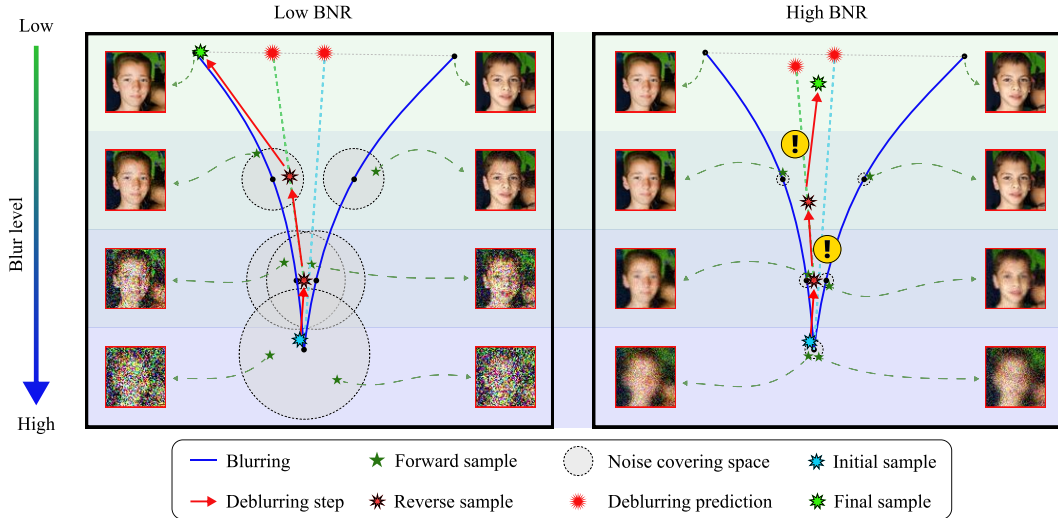 Low BNR
High BNR
Low
Blur level
High
!
!
Blurring
Forward sample
Noise covering space
Initial sample
Deblurring step
Reverse sample
Deblurring prediction
Final sample